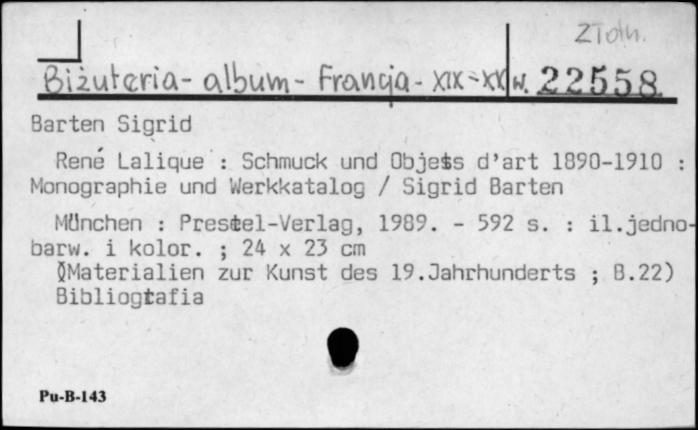 ZTołn.
Biżuteria - album - Francja - XIX - XX w. 22558
Barten Sigrid
René Lalique : Schmuck und Objets d'art 1890-1910 :
Monographie und Werkkatalog / Sigrid Barten
München : Prestel-Verlag, 1989. - 592 s. : il.jedno-
barw. i kolor. ; 24 x 23 cm
(Materialien zur Kunst des 19.Jahrhunderts ; B.22)
Bibliogtafia
Pu-B-143